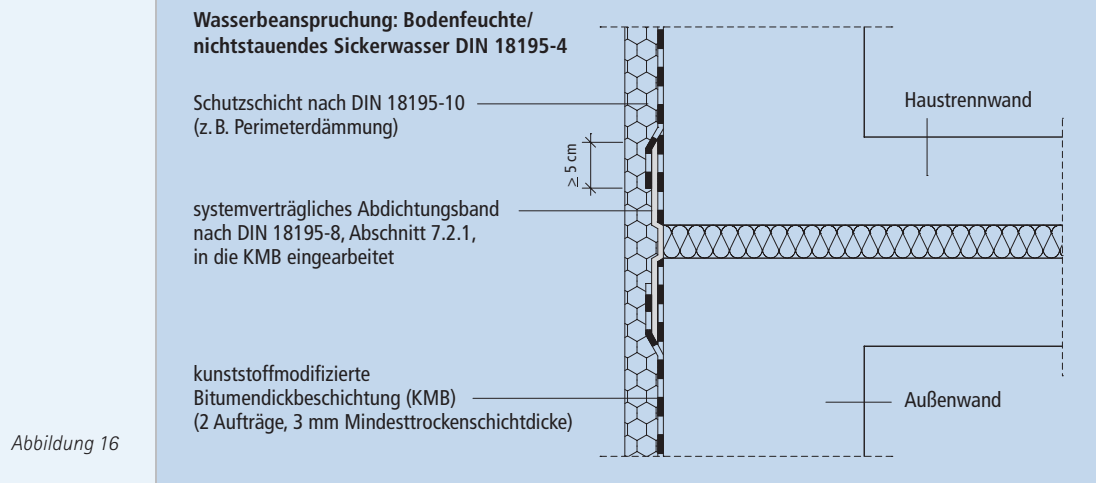 Wasserbeanspruchung: Bodenfeuchte/
nichtstauendes Sickerwasser DIN 18195-4
Schutzschicht nach DIN 18195-10
(z. B. Perimeterdämmung)
Haustrennwand
≥ 5 cm
systemverträgliches Abdichtungsband
nach DIN 18195-8, Abschnitt 7.2.1,
in die KMB eingearbeitet
kunststoffmodifizierte
Bitumendickbeschichtung (KMB)
(2 Aufträge, 3 mm Mindesttrockenschichtdicke)
Außenwand
Abbildung 16